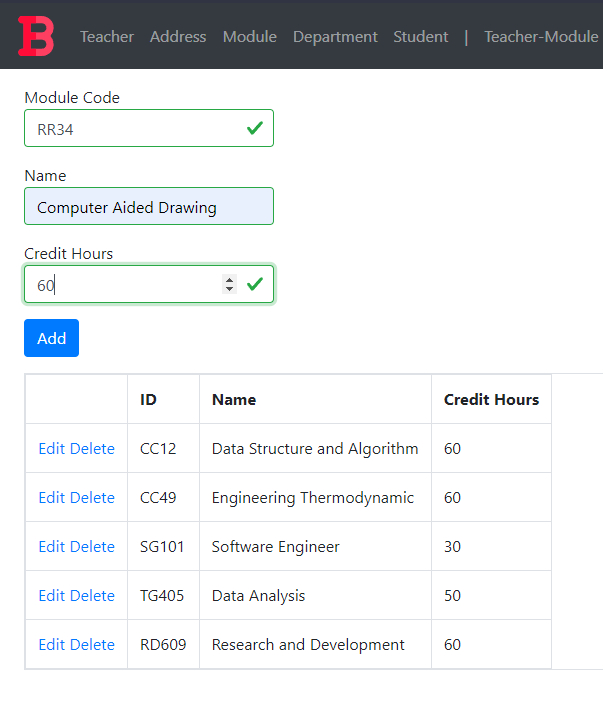 B Teacher Address Module Department Student | Teacher-Module
Module Code
RR34
Name
Computer Aided Drawing
Credit Hours
60
Add
ID Name Credit Hours
Edit Delete CC12 Data Structure and Algorithm 60
Edit Delete CC49 Engineering Thermodynamic 60
Edit Delete SG101 Software Engineer 30
Edit Delete TG405 Data Analysis 50
Edit Delete RD609 Research and Development 60